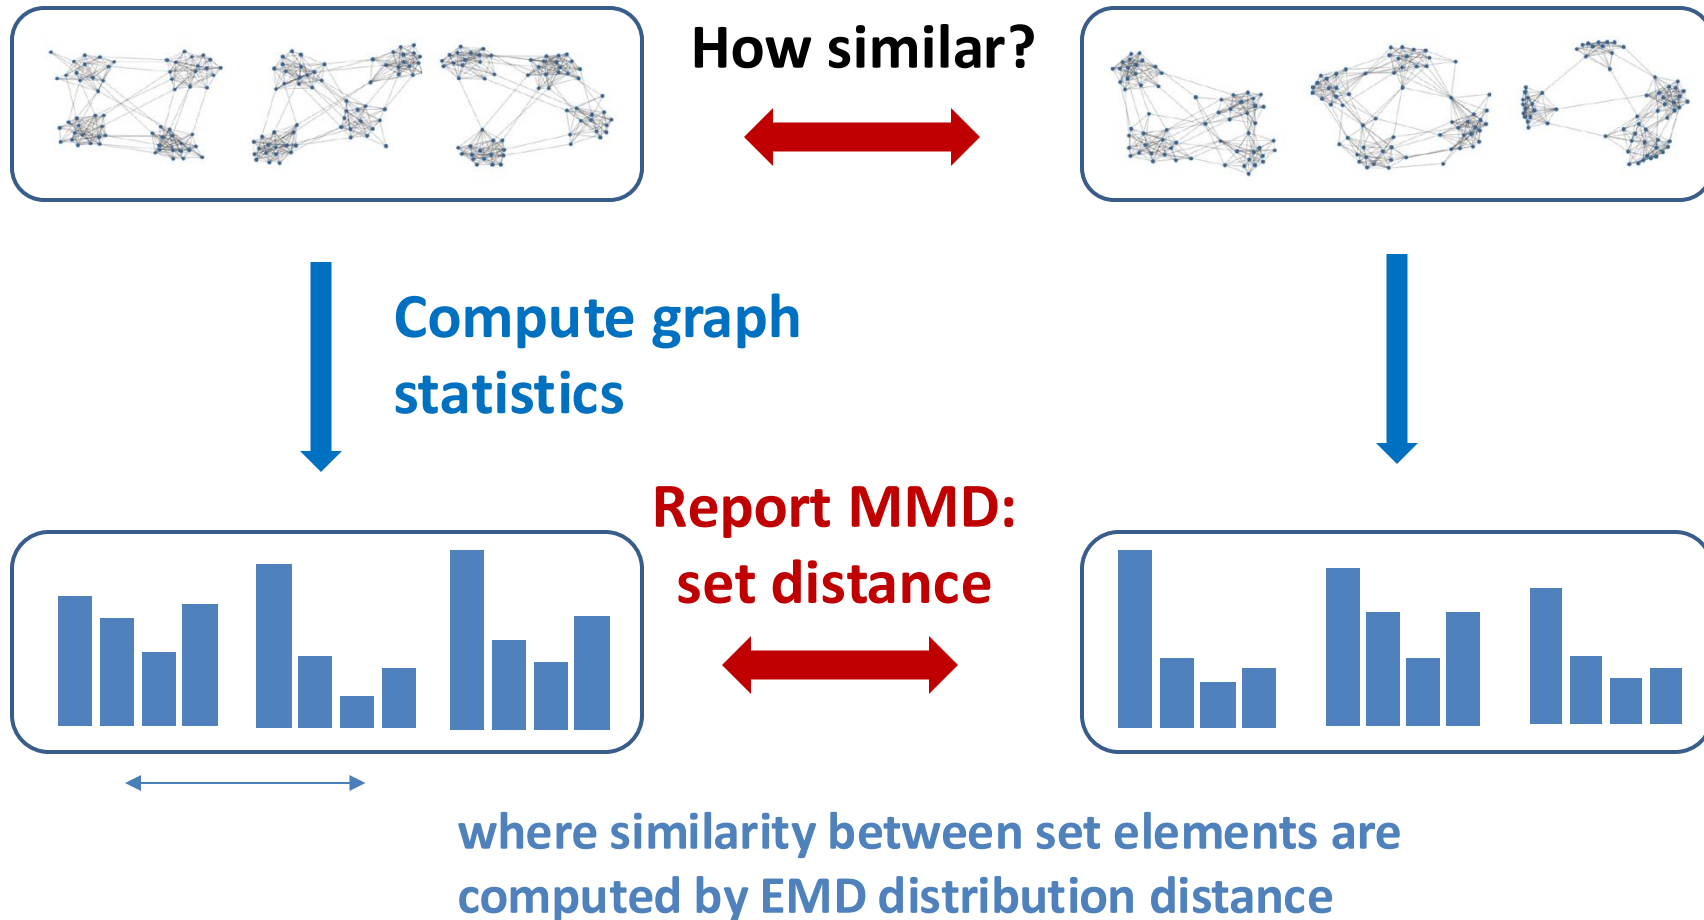 How similar?
Compute graph
statistics
Report MMD:
set distance
where similarity between set elements are
computed by EMD distribution distance